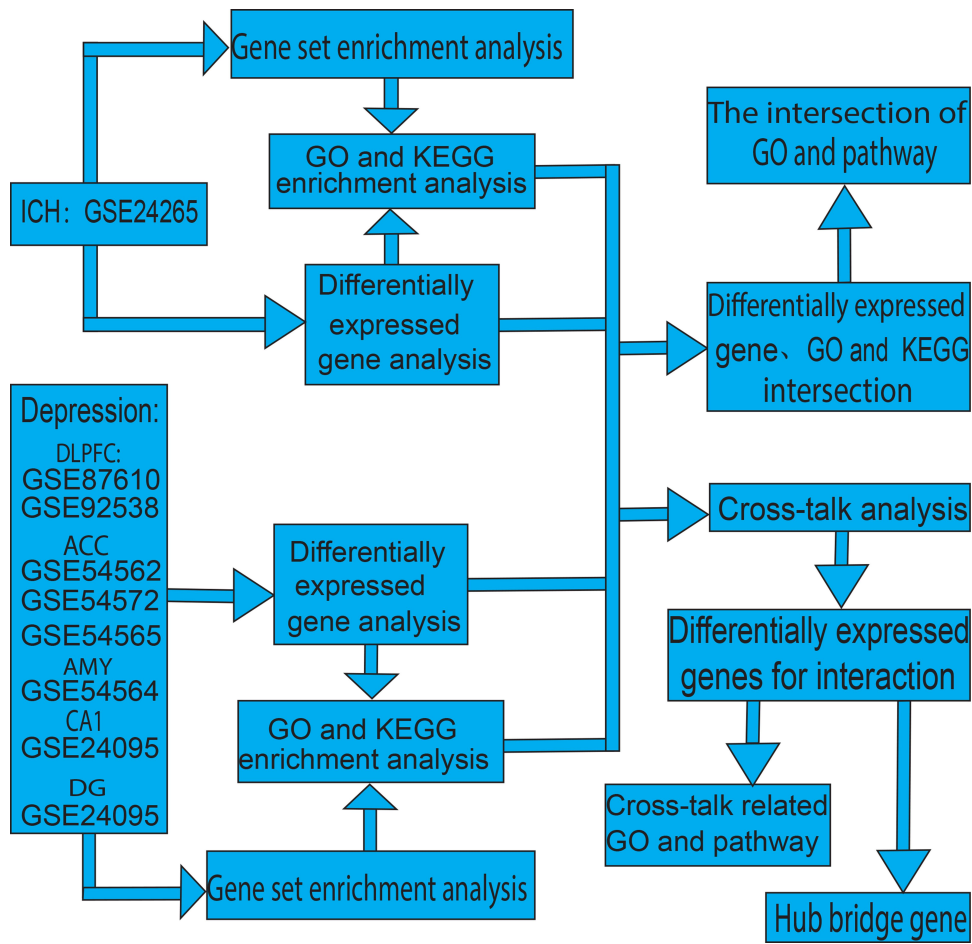 Gene set enrichment analysis
GO and KEGG
enrichment analysis
ICH： GSE24265
Differentially
expressed
gene analysis
Depression:
DLPFC:
GSE87610
GSE92538
ACC
GSE54562
GSE54572
GSE54565
AMY
GSE54564
CA1
GSE24095
DG
GSE24095
Differentially
expressed
gene analysis
GO and KEGG
enrichment analysis
Gene set enrichment analysis
The intersection of
GO and pathway
Differentially expressed
gene、GO and KEGG
intersection
Cross-talk analysis
Differentially expressed
genes for interaction
Cross-talk related
GO and pathway
Hub bridge gene